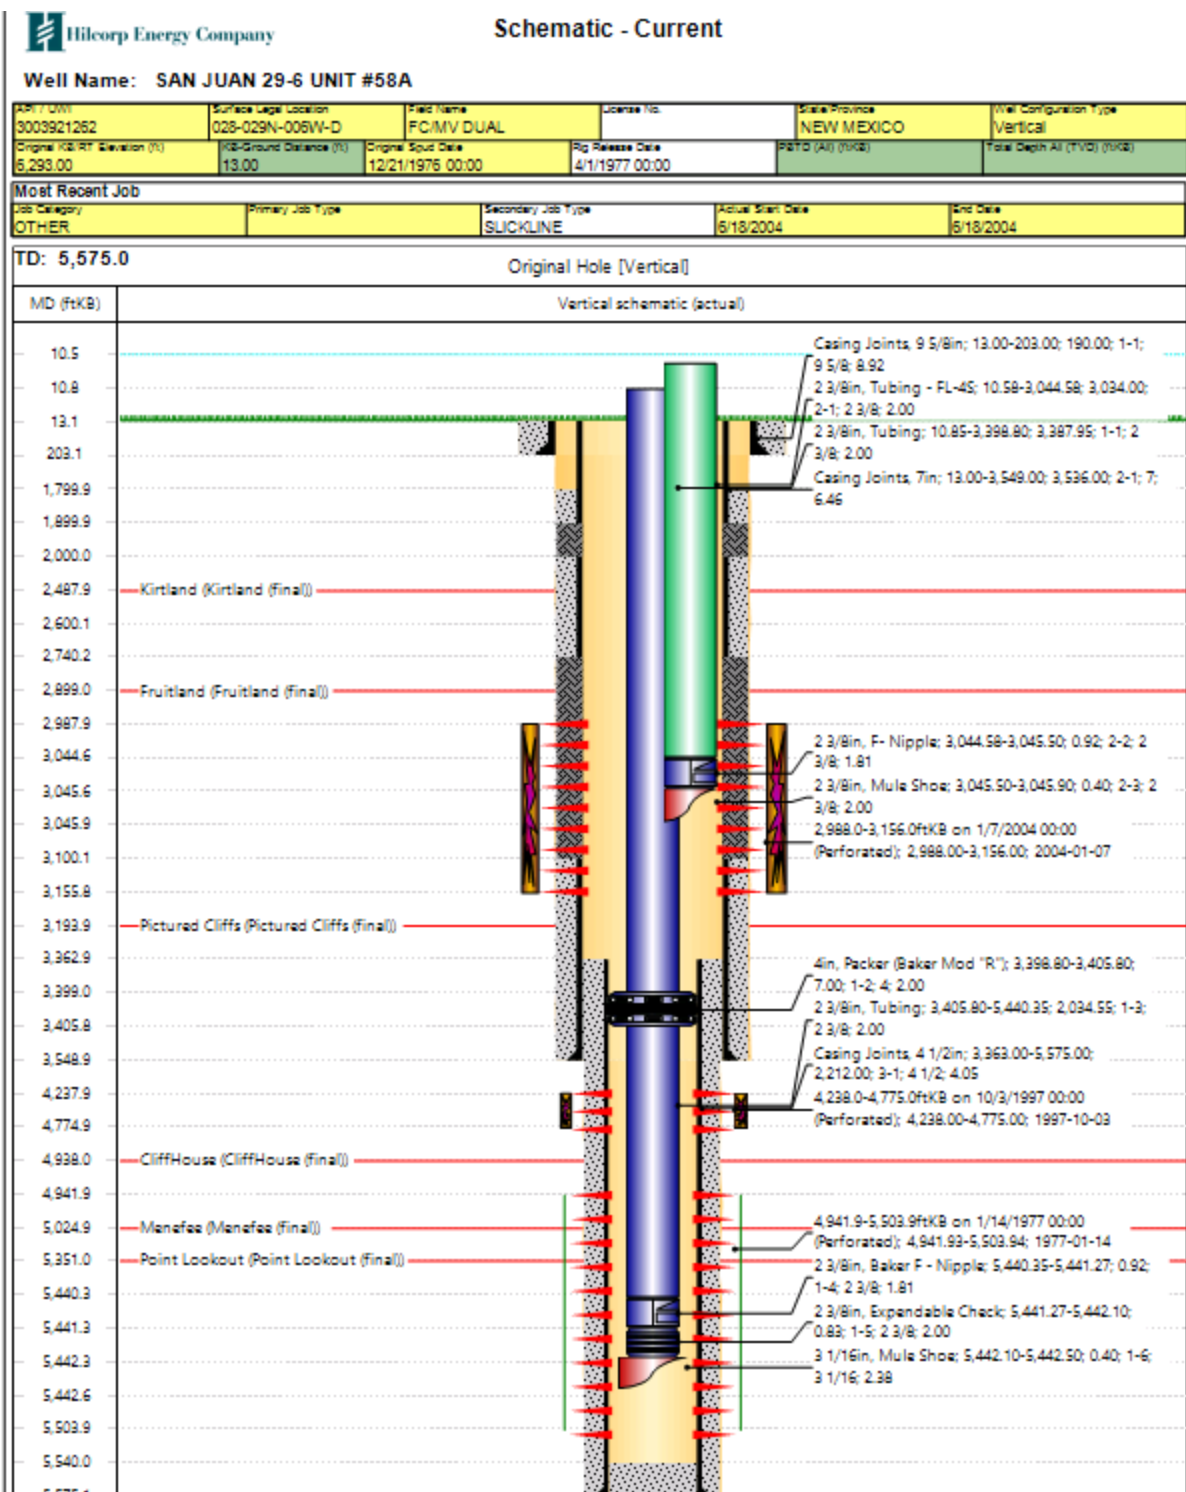 Hilcorp Energy Company
Schematic - Current
Well Name: SAN JUAN 29-6 UNIT #58A
API / UWI Surface Legal Location Field Name License No. State/Province Well Configuration Type
3003921262 028-029N-006W-D FC/MV DUAL NEW MEXICO Vertical
Original KB/RT Elevation (ft) KB-Ground Distance (ft) Original Spud Date Rig Release Date PBTD (All) (ftKB) Total Depth All (TVD) (ftKB)
6,293.00 13.00 12/21/1976 00:00 4/1/1977 00:00
Most Recent Job
Job Category Primary Job Type Secondary Job Type Actual Start Date End Date
OTHER SLICKLINE 6/18/2004 6/18/2004
TD: 5,575.0
Original Hole [Vertical]
MD (ftKB)
Vertical schematic (actual)
10.5
10.8
13.1
203.1
1,799.9
1,899.9
2,000.0
2,487.9
2,600.1
2,740.2
2,899.0
2,987.9
3,044.6
3,045.6
3,045.9
3,100.1
3,155.8
3,193.9
3,362.9
3,399.0
3,405.8
3,548.9
4,237.9
4,774.9
4,938.0
4,941.9
5,024.9
5,351.0
5,440.3
5,441.3
5,442.3
5,442.6
5,503.9
5,540.0
Kirtland (Kirtland (final))
Fruitland (Fruitland (final))
Pictured Cliffs (Pictured Cliffs (final))
CliffHouse (CliffHouse (final))
Menefee (Menefee (final))
Point Lookout (Point Lookout (final))
Casing Joints, 9 5/8in; 13.00-203.00; 190.00; 1-1;
9 5/8; 8.92
2 3/8in, Tubing - FL-4S; 10.58-3,044.58; 3,034.00;
2-1; 2 3/8; 2.00
2 3/8in, Tubing; 10.85-3,398.80; 3,387.95; 1-1; 2
3/8; 2.00
Casing Joints, 7in; 13.00-3,549.00; 3,536.00; 2-1; 7;
6.46
2 3/8in, F- Nipple; 3,044.58-3,045.50; 0.92; 2-2; 2
3/8; 1.81
2 3/8in, Mule Shoe; 3,045.50-3,045.90; 0.40; 2-3; 2
3/8; 2.00
2,988.0-3,156.0ftKB on 1/7/2004 00:00
(Perforated); 2,988.00-3,156.00; 2004-01-07
4in, Packer (Baker Mod "R"); 3,398.80-3,405.80;
7.00; 1-2; 4; 2.00
2 3/8in, Tubing; 3,405.80-5,440.35; 2,034.55; 1-3;
2 3/8; 2.00
Casing Joints, 4 1/2in; 3,363.00-5,575.00;
2,212.00; 3-1; 4 1/2; 4.05
4,238.0-4,775.0ftKB on 10/3/1997 00:00
(Perforated); 4,238.00-4,775.00; 1997-10-03
4,941.9-5,503.9ftKB on 1/14/1977 00:00
(Perforated); 4,941.93-5,503.94; 1977-01-14
2 3/8in, Baker F - Nipple; 5,440.35-5,441.27; 0.92;
1-4; 2 3/8; 1.81
2 3/8in, Expendable Check; 5,441.27-5,442.10;
0.83; 1-5; 2 3/8; 2.00
3 1/16in, Mule Shoe; 5,442.10-5,442.50; 0.40; 1-6;
3 1/16; 2.38